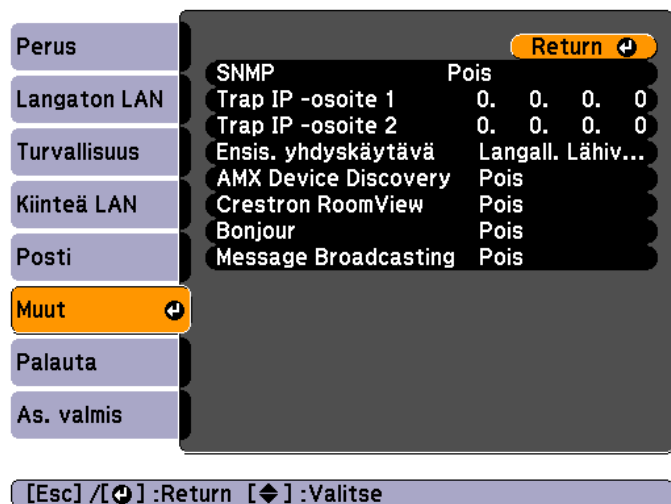 Perus
Langaton LAN
Turvallisuus
Kiinteä LAN
Posti
Muut
Palauta
As. valmis
Return
SNMP Pois
Trap IP -osoite 1 0. 0. 0. 0
Trap IP -osoite 2 0. 0. 0. 0
Ensis. yhdyskäytävä Langall. Lähiv...
AMX Device Discovery Pois
Crestron RoomView Pois
Bonjour Pois
Message Broadcasting Pois
[Esc] /[ ] :Return [ ] :Valitse